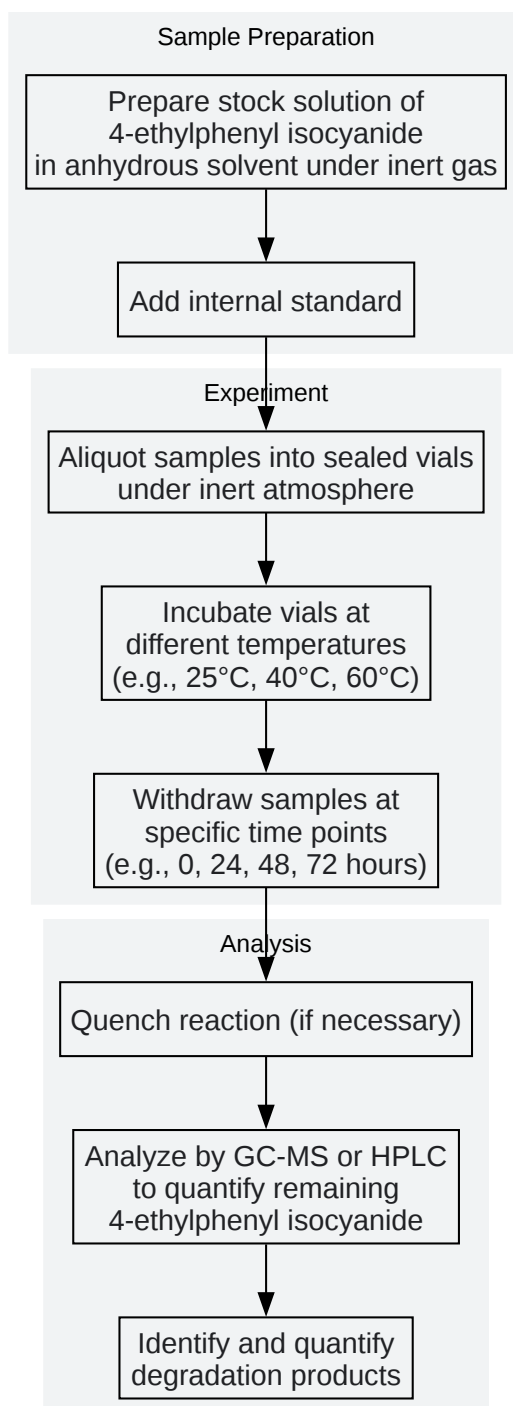 Sample Preparation
Prepare stock solution of
4-ethylphenyl isocyanide
in anhydrous solvent under inert gas
Add internal standard
Experiment
Aliquot samples into sealed vials
under inert atmosphere
Incubate vials at
different temperatures
(e.g., 25°C, 40°C, 60°C)
Withdraw samples at
specific time points
(e.g., 0, 24, 48, 72 hours)
Analysis
Quench reaction (if necessary)
Analyze by GC-MS or HPLC
to quantify remaining
4-ethylphenyl isocyanide
Identify and quantify
degradation products